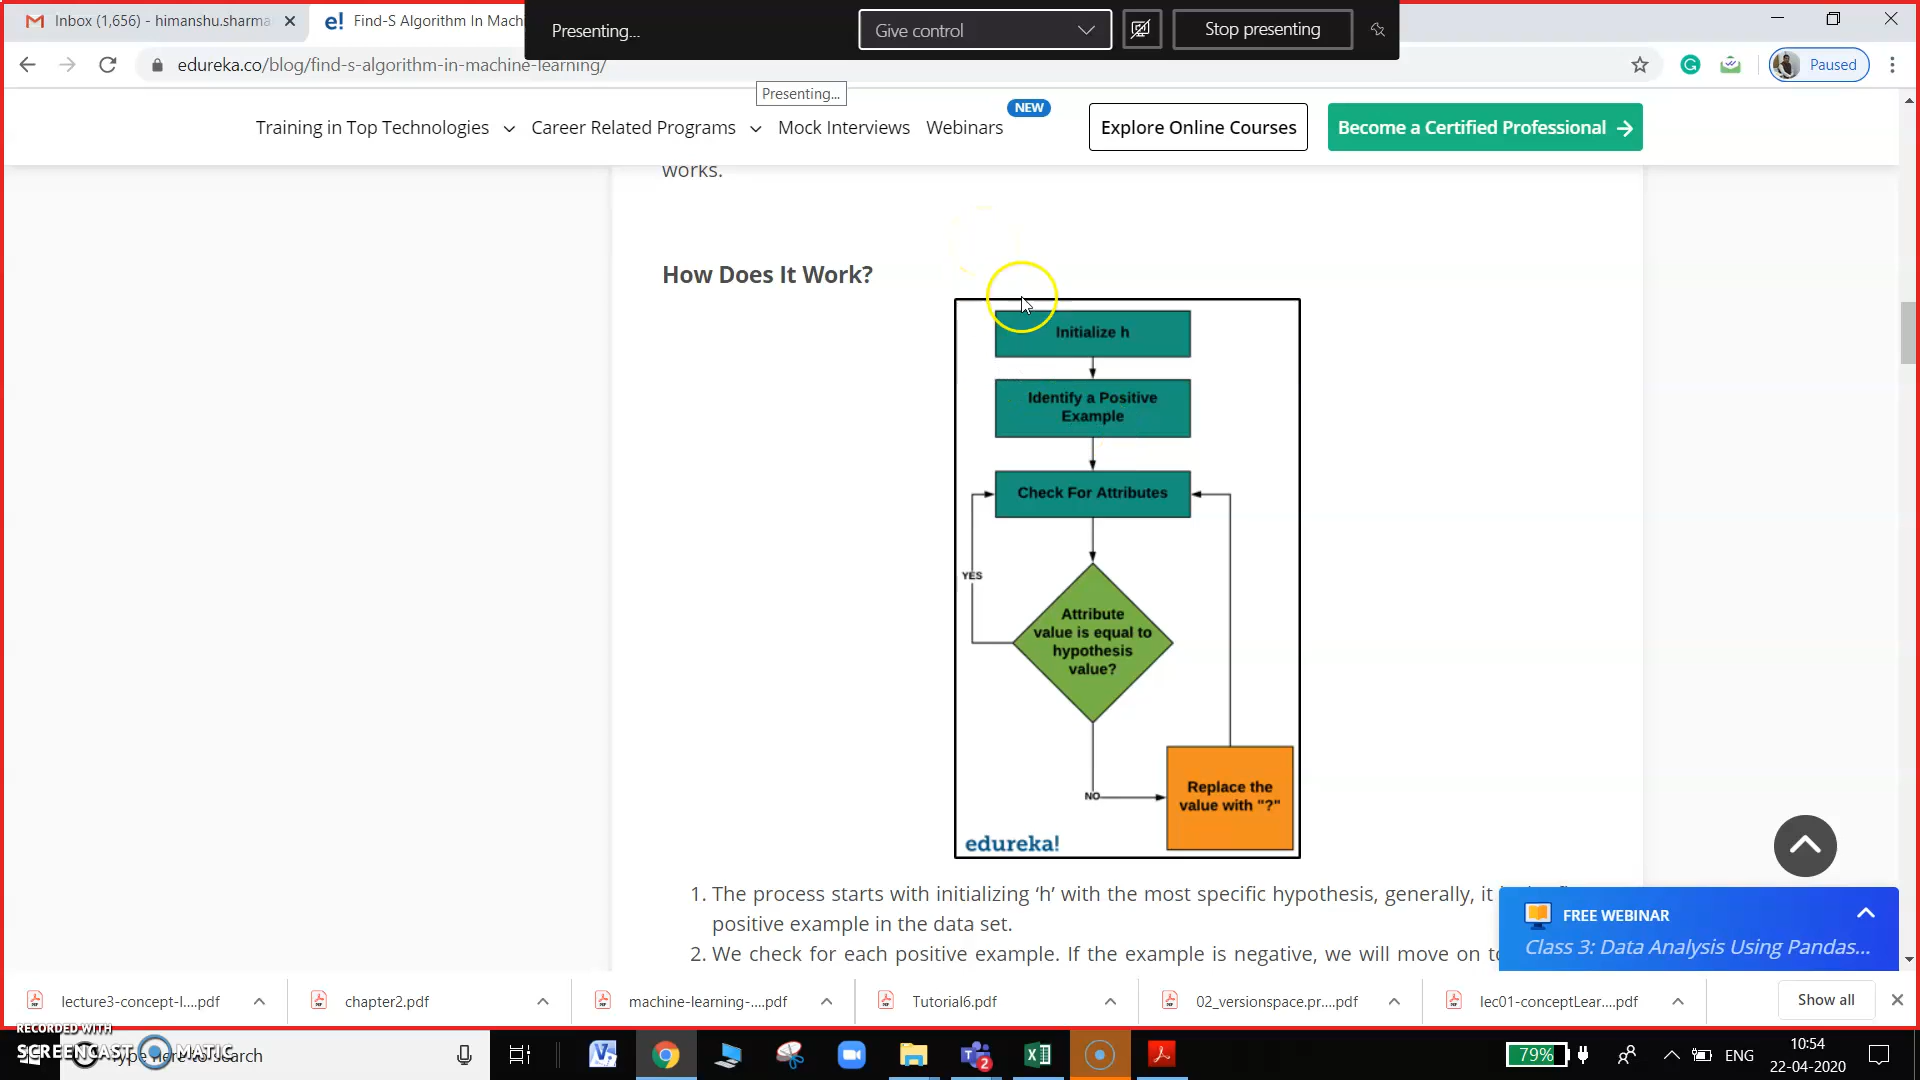 Inbox (1,656) - himanshu.sharma
Find-S Algorithm In Machi
Presenting...
Give control
Stop presenting
edureka.co/blog/find-s-algorithm-in-machine-learning/
Paused
Presenting...
NEW
Training in Top Technologies
Career Related Programs
Mock Interviews
Webinars
Explore Online Courses
Become a Certified Professional
works.
How Does It Work?
Initialize h
Identify a Positive
Example
Check For Attributes
YES
Attribute
value is equal to
hypothesis
value?
NO
Replace the
value with "?"
edureka!
1. The process starts with initializing ‘h’ with the most specific hypothesis, generally, it
positive example in the data set.
2. We check for each positive example. If the example is negative, we will move on to
FREE WEBINAR
Class 3: Data Analysis Using Pandas...
lecture3-concept-l....pdf
chapter2.pdf
machine-learning-....pdf
Tutorial6.pdf
02_versionspace.pr....pdf
lec01-conceptLear....pdf
Show all
RECORDED WITH
SCREENCAST MATIC
Type here to search
79%
2
ENG
10:54
22-04-2020